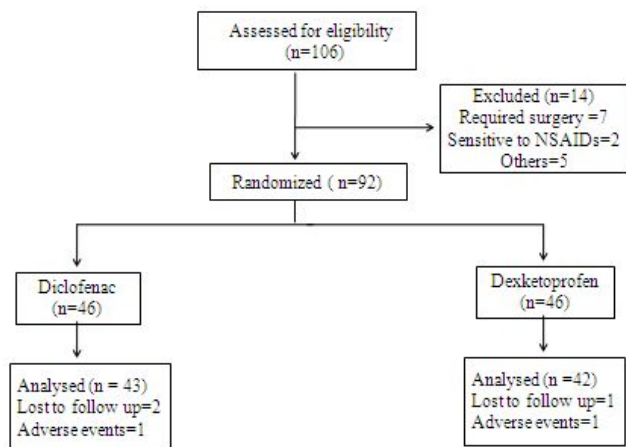 Assessed for eligibility
(n=106)
Excluded (n=14)
Required surgery =7
Sensitive to NSAIDs=2
Others=5
Randomized ( n=92)
Diclofenac
(n=46)
Dexketoprofen
(n=46)
Analysed (n = 43)
Lost to follow up=2
Adverse events=1
Analysed (n =42)
Lost to follow up=1
Adverse events=1